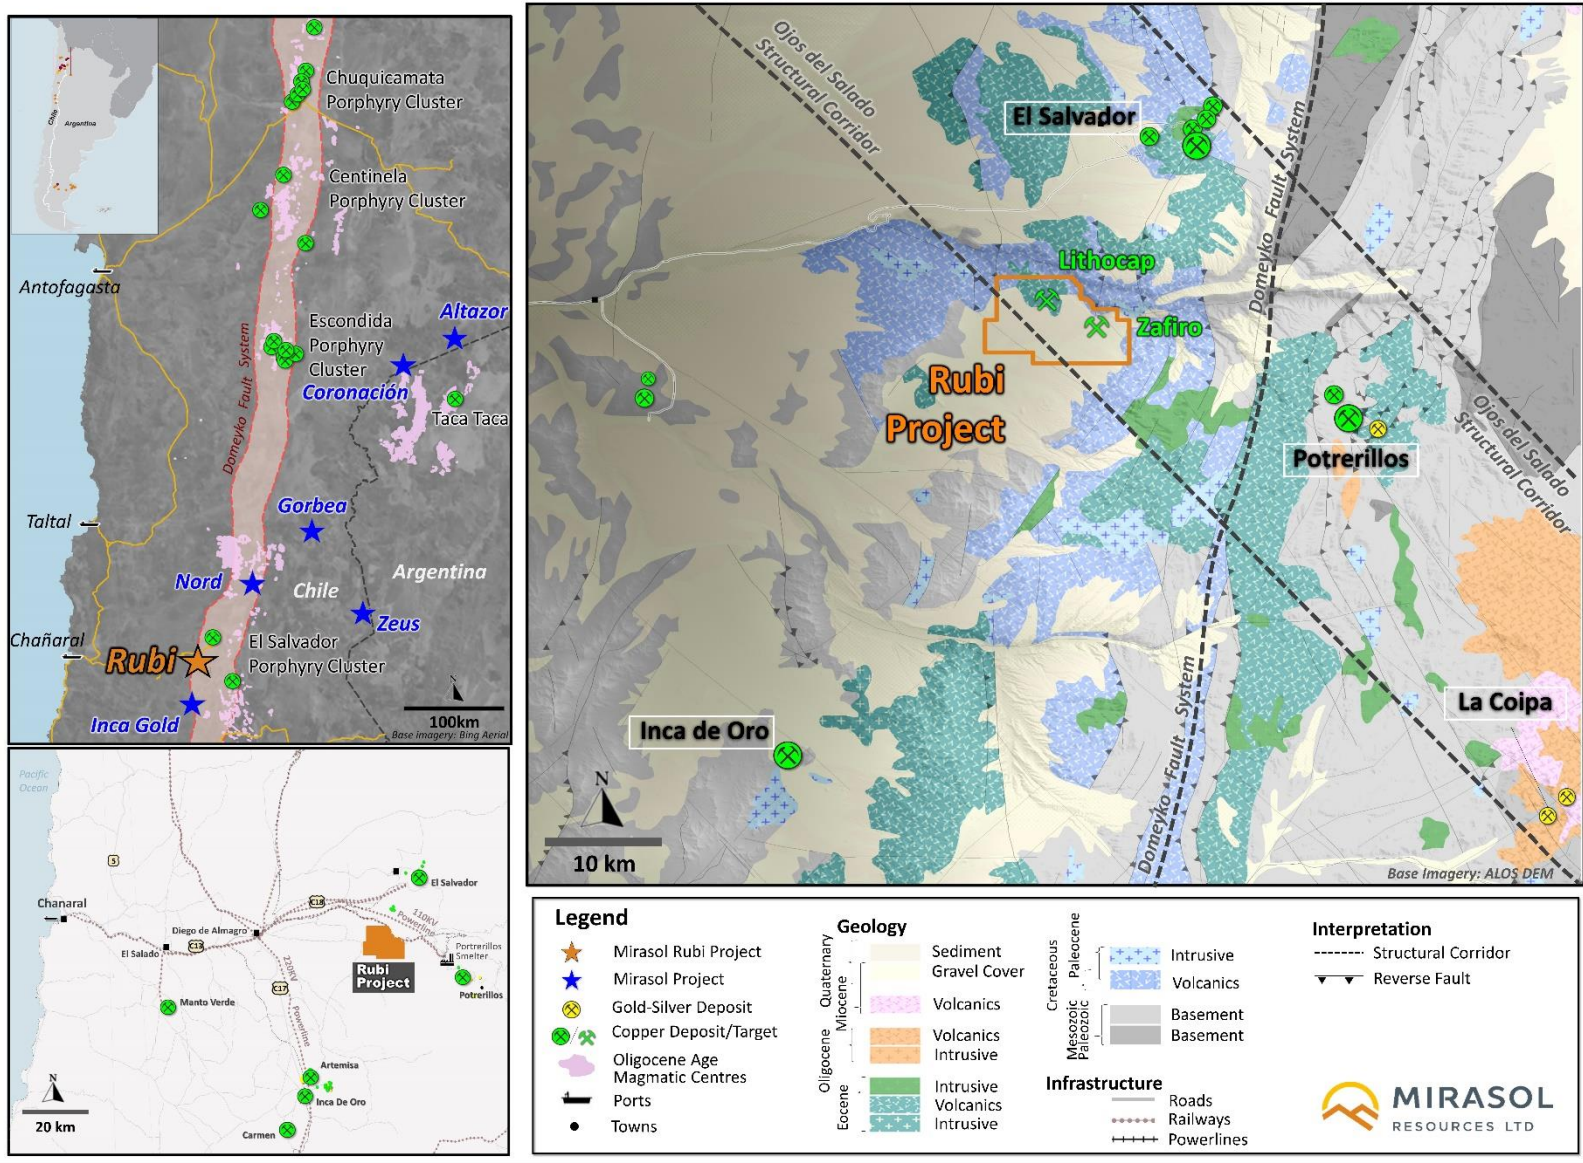 Chile
Argentina
Chuquicamata
Porphyry Cluster
Centinela
Porphyry Cluster
Antofagasta
Domeyko Fault System
Escondida
Porphyry
Cluster
Altazor
Coronación
Taca Taca
Gorbea
Taltal
Nord
Chile
Argentina
Zeus
Chañaral
Rubi
El Salvador
Porphyry Cluster
Inca Gold
N
100km
Base imagery: Bing Aerial
Ojos del Salado
Structural Corridor
El Salvador
Domeyko Fault System
Lithocap
Zafiro
Rubi
Project
Potrerillos
Ojos del Salado
Structural Corridor
La Coipa
Inca de Oro
Domeyko Fault System
N
10 km
Base Imagery: ALOS DEM
Pacific
Ocean
5
El Salvador
Chanaral
C18
110KV
Powerline
Diego de Almagro
El Salado
C13
Portrerillos
Smelter
Rubi
Project
220KV
Powerline
C17
Potrerillos
Manto Verde
Artemisa
Inca De Oro
Carmen
N
20 km
Legend
Mirasol Rubi Project
Mirasol Project
Gold-Silver Deposit
Copper Deposit/Target
Oligocene Age
Magmatic Centres
Ports
Towns
Geology
Quaternary
Sediment
Gravel Cover
Miocene
Volcanics
Oligocene
Volcanics
Intrusive
Eocene
Intrusive
Volcanics
Intrusive
Cretaceous
Paleocene
Intrusive
Volcanics
Mesozoic
Paleozoic
Basement
Basement
Infrastructure
Roads
Railways
Powerlines
Interpretation
Structural Corridor
Reverse Fault
MIRASOL
RESOURCES LTD